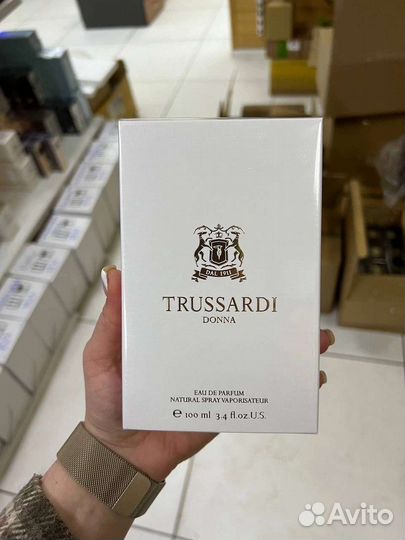 DAL 1911
TRUSSARDI
DONNA
EAU DE PARFUM
NATURAL SPRAY VAPORISATEUR
℮ 100 ml 3.4 fl.oz.U.S.
Avito